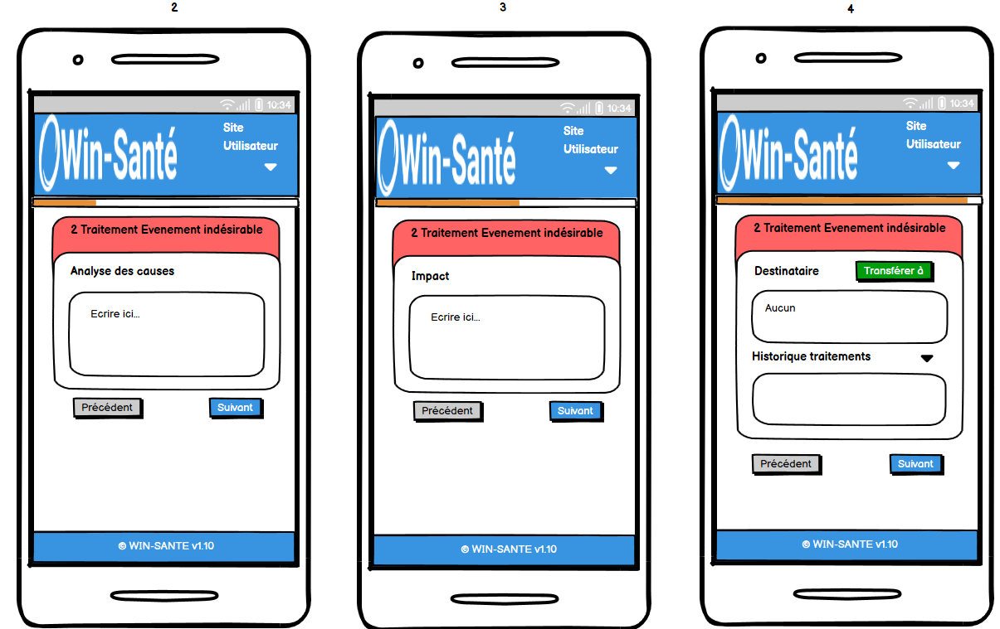 2
10:34
Win-Santé
Site
Utilisateur
2 Traitement Evenement indésirable
Analyse des causes
Ecrire ici...
Précédent
Suivant
© WIN-SANTE v1.10
3
10:34
Win-Santé
Site
Utilisateur
2 Traitement Evenement indésirable
Impact
Ecrire ici...
Précédent
Suivant
© WIN-SANTE v1.10
4
10:34
Win-Santé
Site
Utilisateur
2 Traitement Evenement indésirable
Destinataire
Transférer à
Aucun
Historique traitements
Précédent
Suivant
© WIN-SANTE v1.10